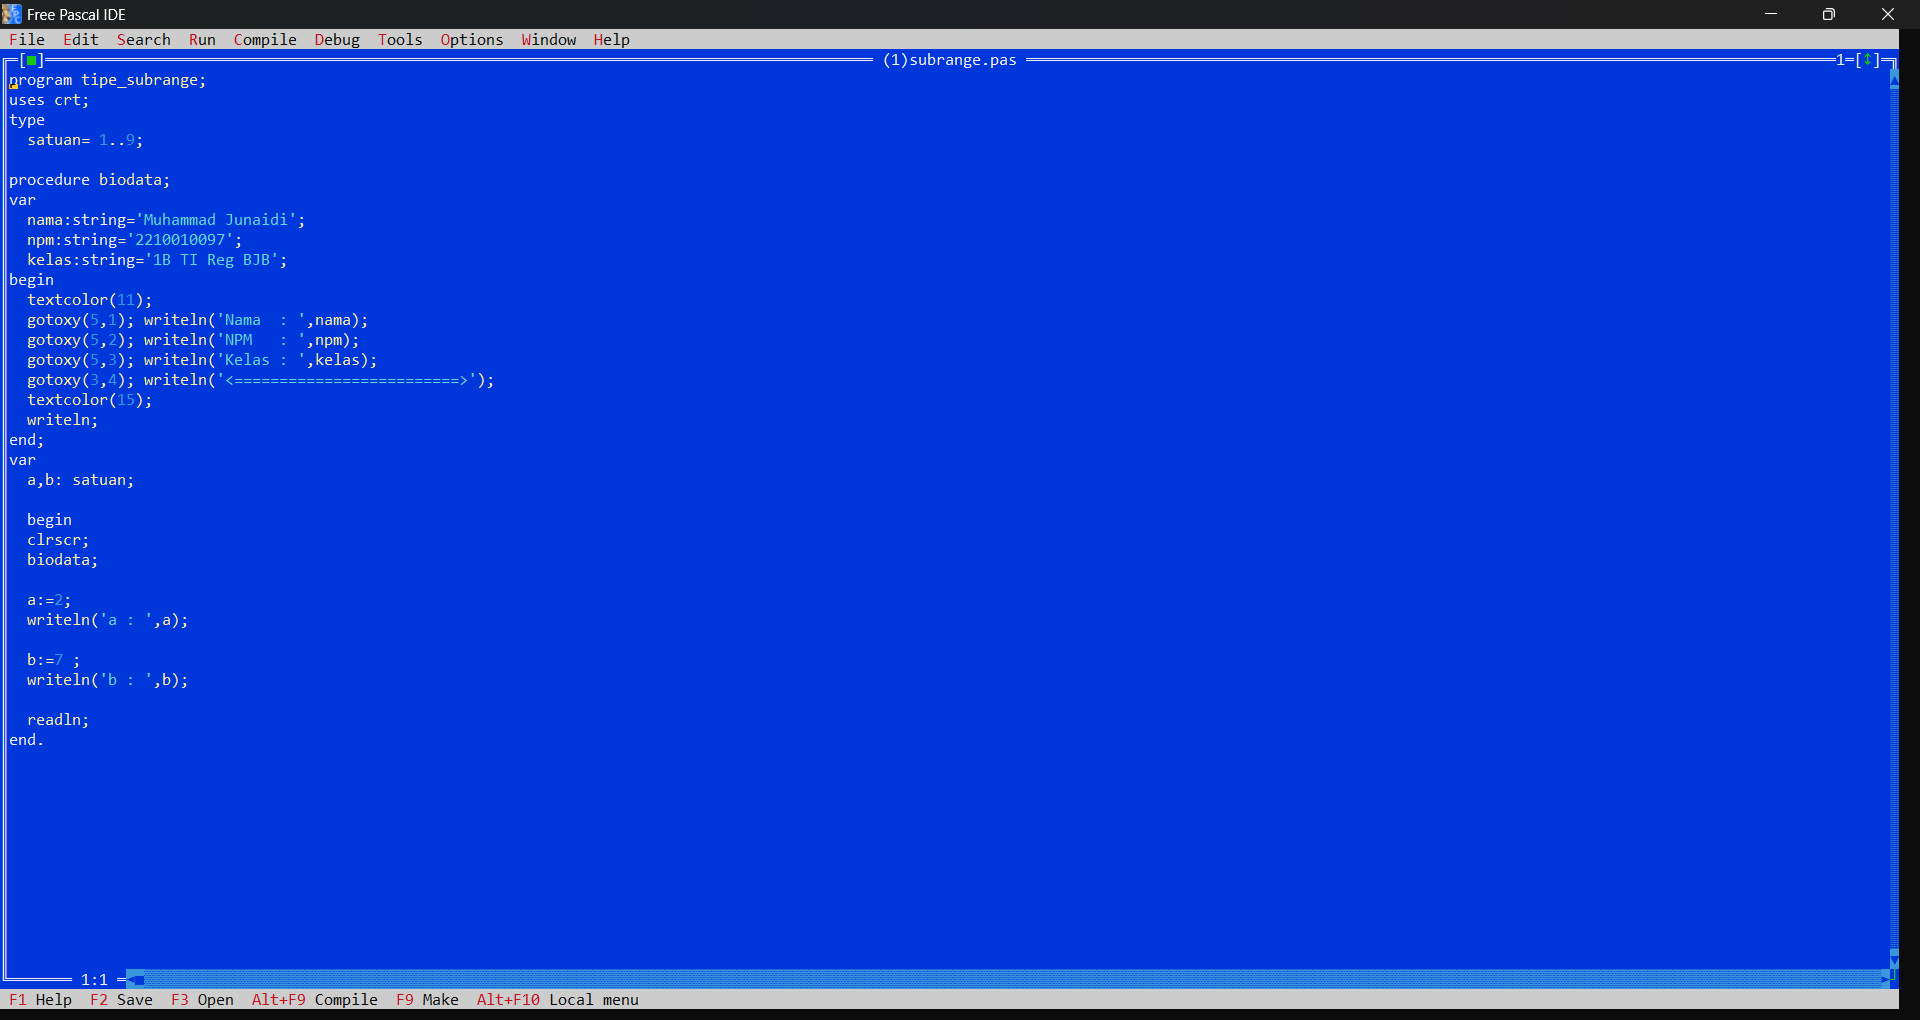 Free Pascal IDE
File Edit Search Run Compile Debug Tools Options Window Help
(1)subrange.pas 1=[↕]
program tipe_subrange;
uses crt;
type
  satuan= 1..9;

procedure biodata;
var
  nama:string='Muhammad Junaidi';
  npm:string='2210010097';
  kelas:string='1B TI Reg BJB';
begin
  textcolor(11);
  gotoxy(5,1); writeln('Nama  : ',nama);
  gotoxy(5,2); writeln('NPM   : ',npm);
  gotoxy(5,3); writeln('Kelas : ',kelas);
  gotoxy(3,4); writeln('<=========================>');
  textcolor(15);
  writeln;
end;
var
  a,b: satuan;

  begin
  clrscr;
  biodata;

  a:=2;
  writeln('a : ',a);

  b:=7 ;
  writeln('b : ',b);

  readln;
end.
1:1
F1 Help F2 Save F3 Open Alt+F9 Compile F9 Make Alt+F10 Local menu